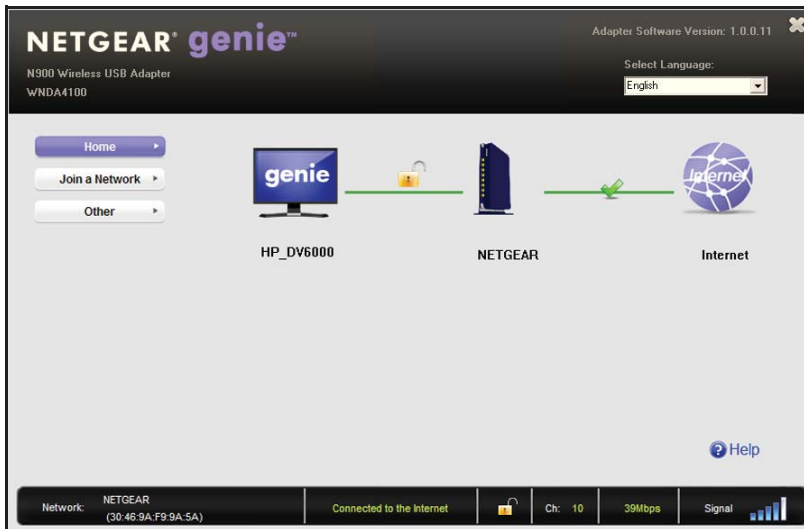 NETGEAR® genie™
Adapter Software Version: 1.0.0.11
N900 Wireless USB Adapter
WNDA4100
Select Language:
English
Home
Join a Network
Other
genie
Internet
HP_DV6000
NETGEAR
Internet
Help
Network: NETGEAR
(30:46:9A:F9:9A:5A)
Connected to the Internet
Ch: 10
39Mbps
Signal